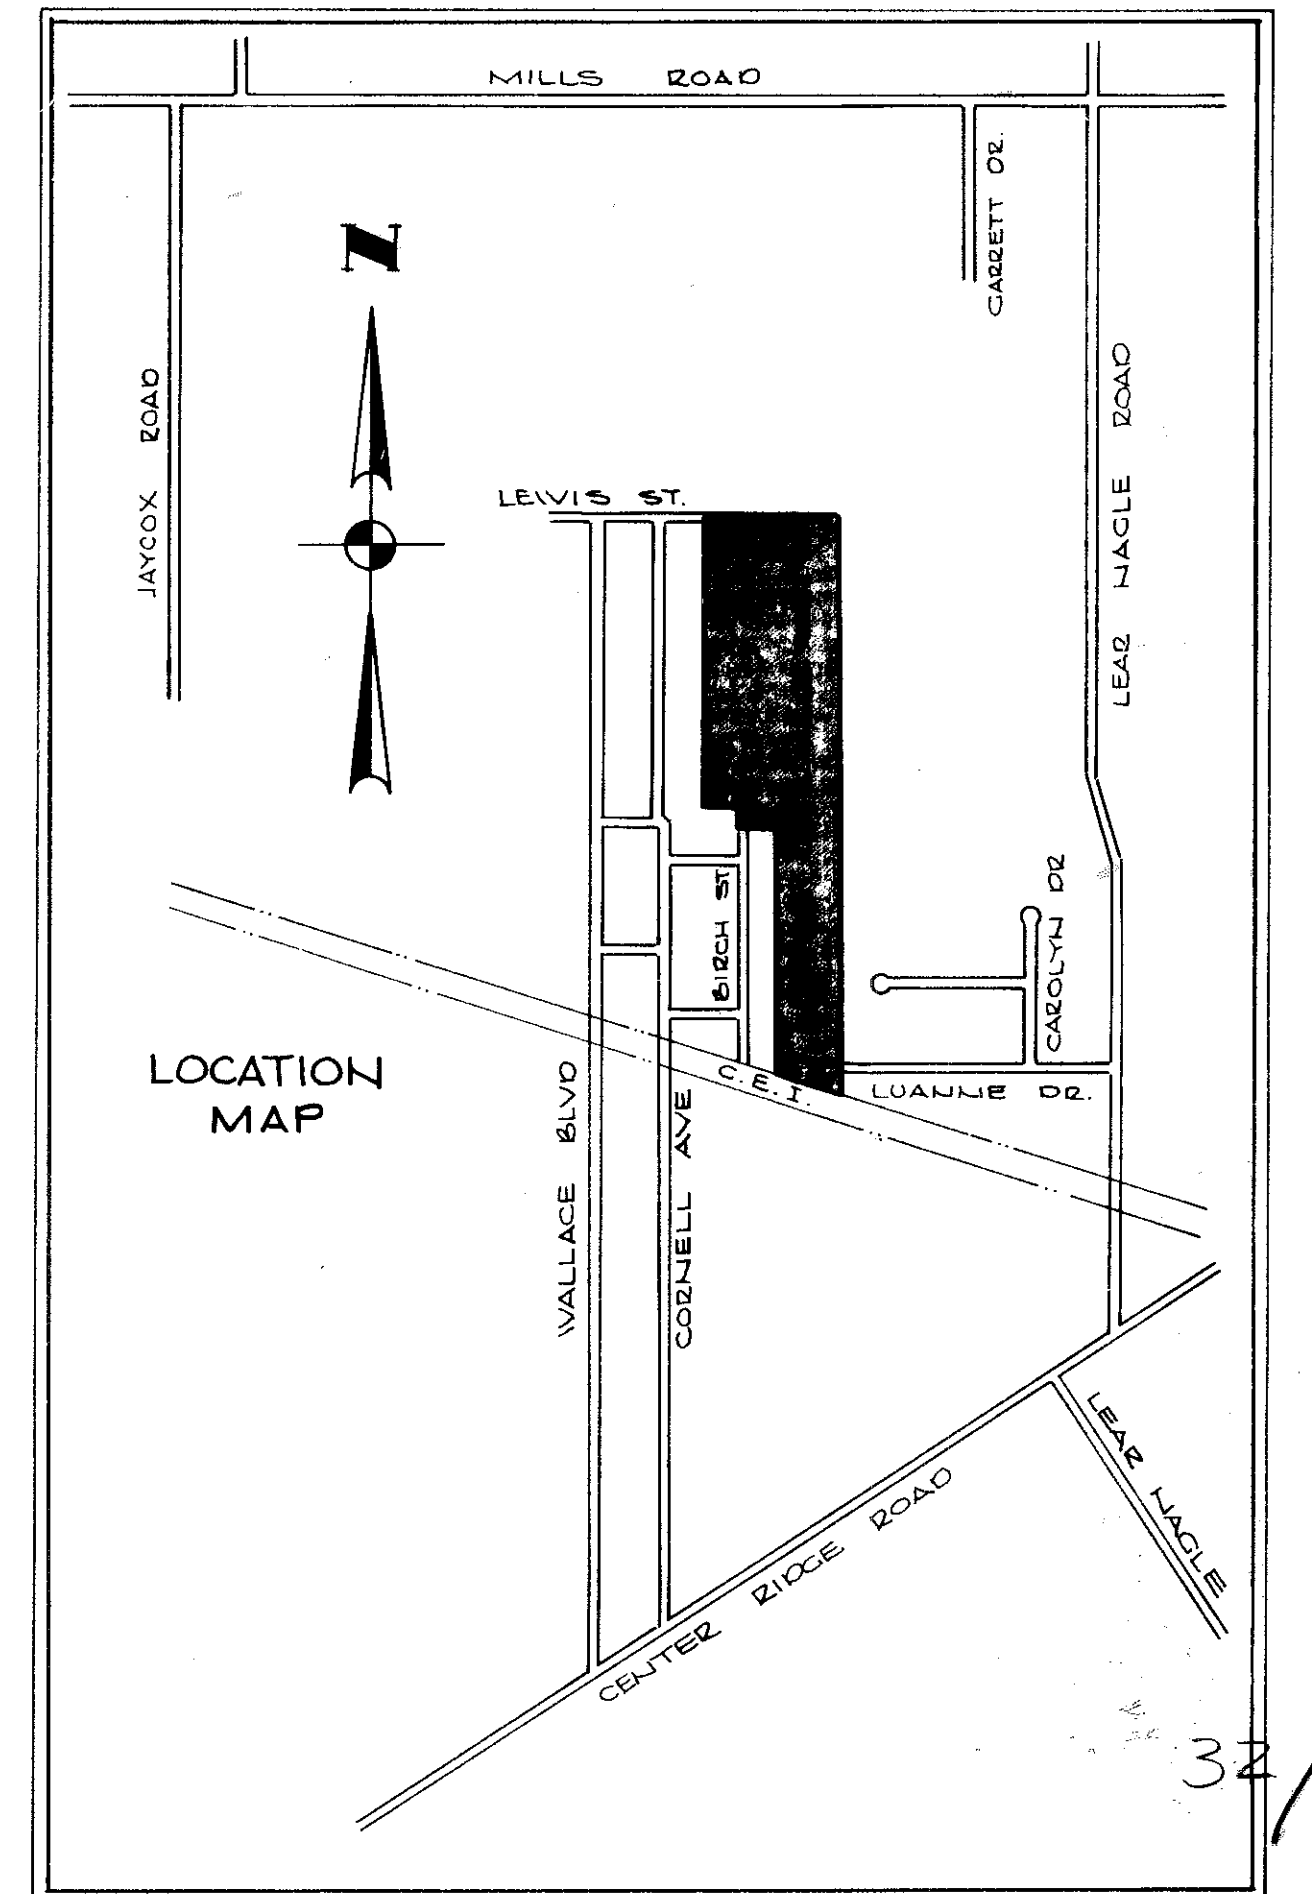 MILLS ROAD
GARRETT DR.
N
JAYCOX ROAD
LEAR NAGLE ROAD
LEWIS ST.
BIRCH ST.
CAROLYN DR
C.E.I.
LUANNE DR.
LOCATION
MAP
WALLACE BLVD
CORNELL AVE
CENTER RIDGE ROAD
LEAR NAGLE
32